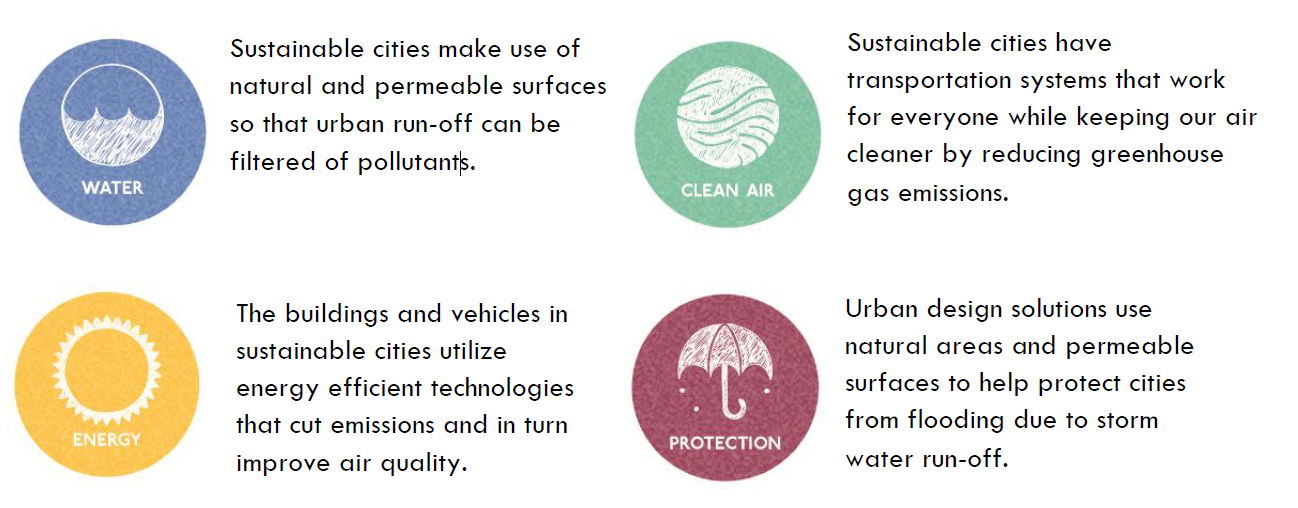 WATER
Sustainable cities make use of
natural and permeable surfaces
so that urban run-off can be
filtered of pollutants.
CLEAN AIR
Sustainable cities have
transportation systems that work
for everyone while keeping our air
cleaner by reducing greenhouse
gas emissions.
ENERGY
The buildings and vehicles in
sustainable cities utilize
energy efficient technologies
that cut emissions and in turn
improve air quality.
PROTECTION
Urban design solutions use
natural areas and permeable
surfaces to help protect cities
from flooding due to storm
water run-off.